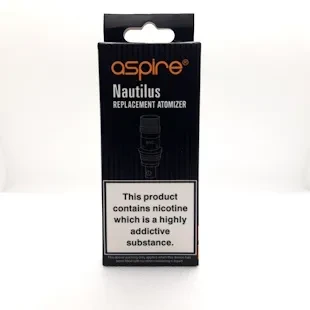 aspire®
Nautilus
REPLACEMENT ATOMIZER
This product
contains nicotine
which is a highly
addictive
substance.